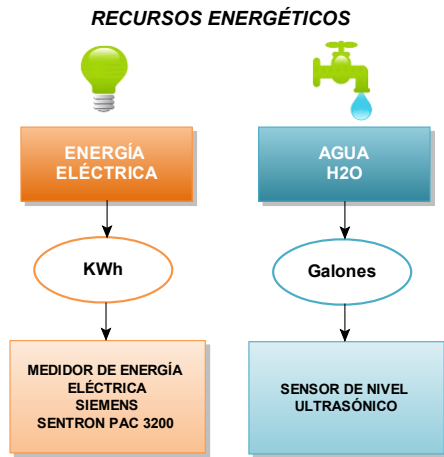 RECURSOS ENERGÉTICOS
ENERGÍA
ELÉCTRICA
KWh
MEDIDOR DE ENERGÍA
ELÉCTRICA
SIEMENS
SENTRON PAC 3200
AGUA
H2O
Galones
SENSOR DE NIVEL
ULTRASÓNICO